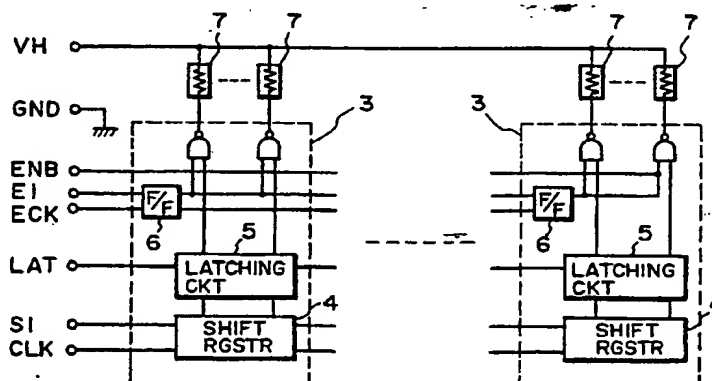 7 7 7
VH
GND
3 3
ENB
EI F/F F/F
ECK
6 6
5 5
LAT LATCHING CKT LATCHING CKT
4
SI SHIFT RGSTR SHIFT RGSTR
CLK